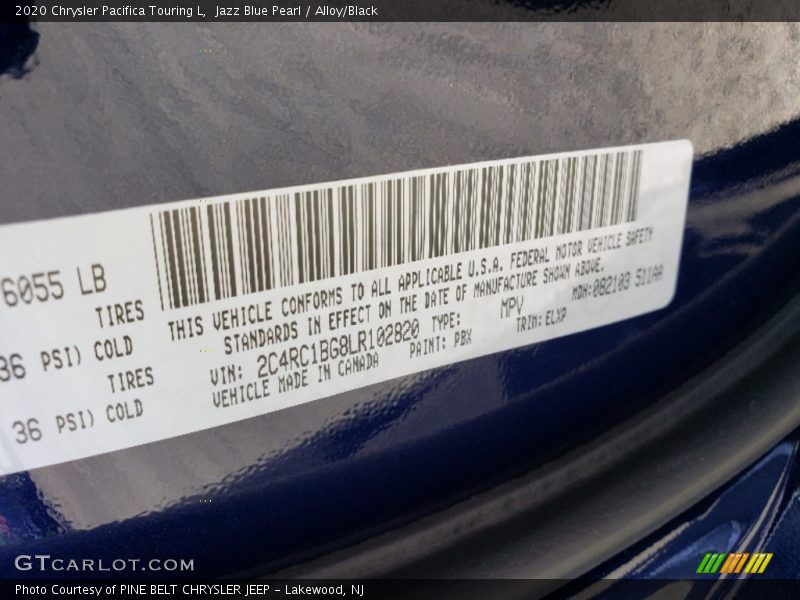 2020 Chrysler Pacifica Touring L, Jazz Blue Pearl / Alloy/Black
6055 LB
TIRES
36 PSI) COLD
TIRES
36 PSI) COLD
THIS VEHICLE CONFORMS TO ALL APPLICABLE U.S.A. FEDERAL MOTOR VEHICLE SAFETY
STANDARDS IN EFFECT ON THE DATE OF MANUFACTURE SHOWN ABOVE.
VIN: 2C4RC1BG8LR102820 TYPE: MPV MDH:082103 511AA
VEHICLE MADE IN CANADA PAINT: PBX TRIM: ELXP
GTCARLOT.COM
Photo Courtesy of PINE BELT CHRYSLER JEEP - Lakewood, NJ